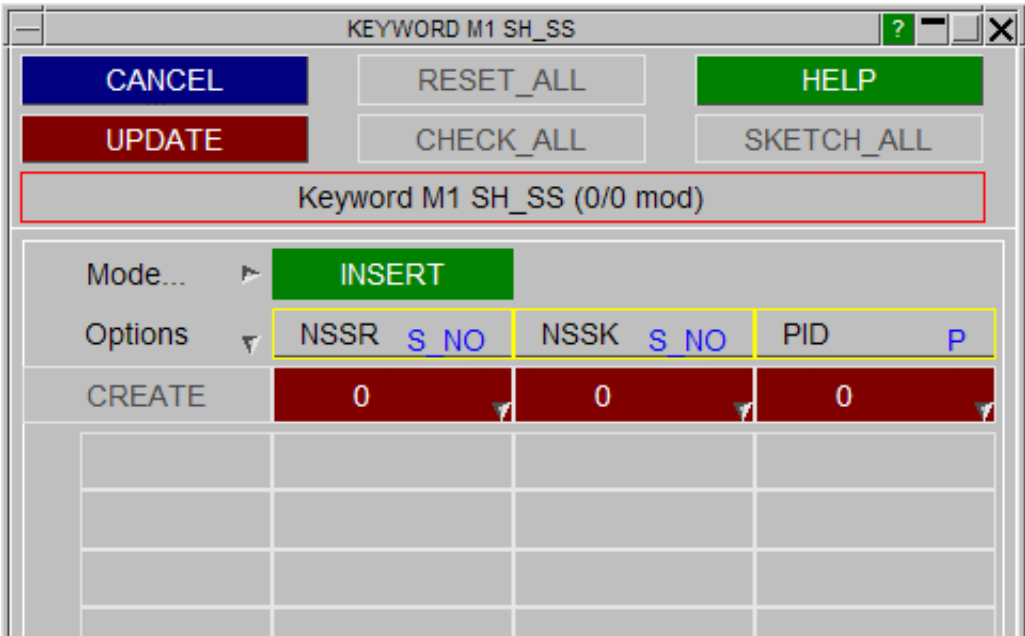 KEYWORD M1 SH_SS ?
CANCEL RESET_ALL HELP
UPDATE CHECK_ALL SKETCH_ALL
Keyword M1 SH_SS (0/0 mod)
Mode... INSERT
Options NSSR S_NO NSSK S_NO PID P
CREATE 0 0 0